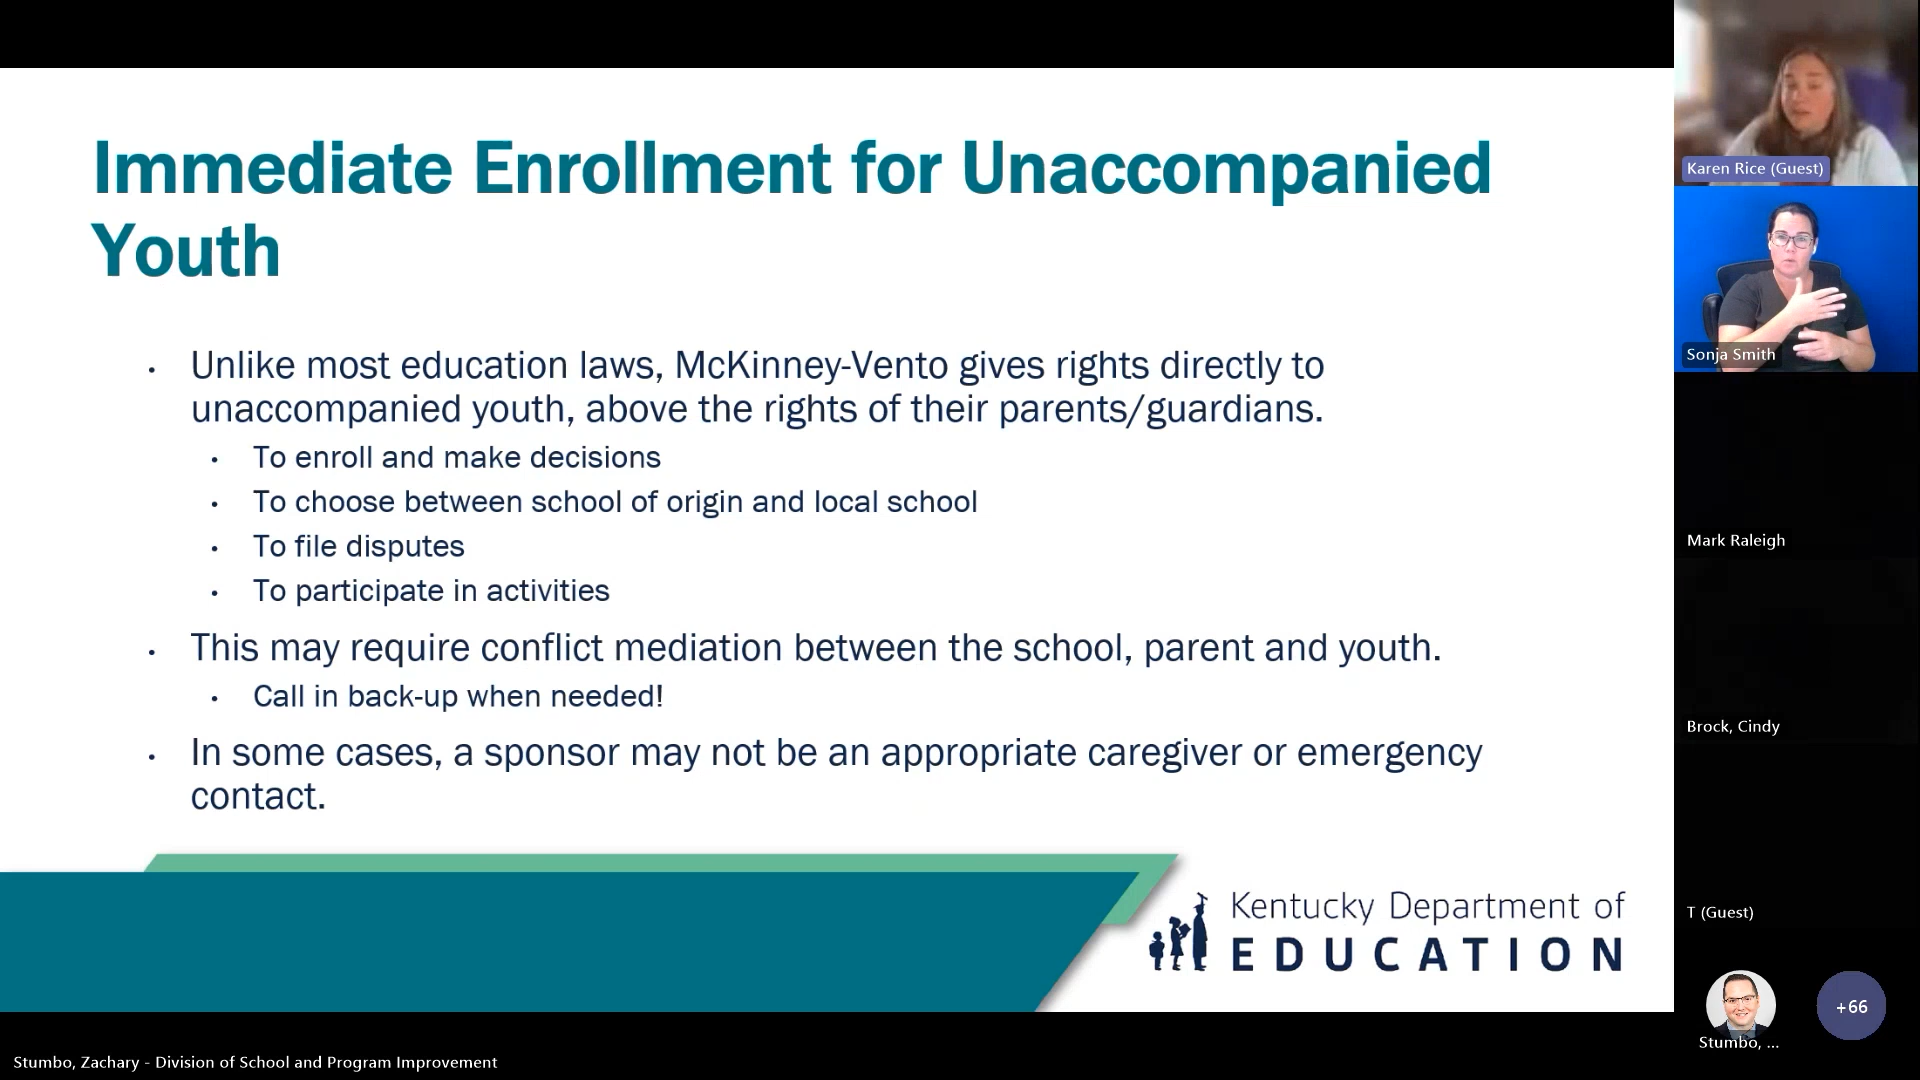 Immediate Enrollment for Unaccompanied
Youth
• Unlike most education laws, McKinney-Vento gives rights directly to
unaccompanied youth, above the rights of their parents/guardians.
• To enroll and make decisions
• To choose between school of origin and local school
• To file disputes
• To participate in activities
• This may require conflict mediation between the school, parent and youth.
• Call in back-up when needed!
• In some cases, a sponsor may not be an appropriate caregiver or emergency
contact.
Kentucky Department of
EDUCATION
Stumbo, Zachary - Division of School and Program Improvement
Karen Rice (Guest)
Sonja Smith
Mark Raleigh
Brock, Cindy
T (Guest)
Stumbo, ...
+66